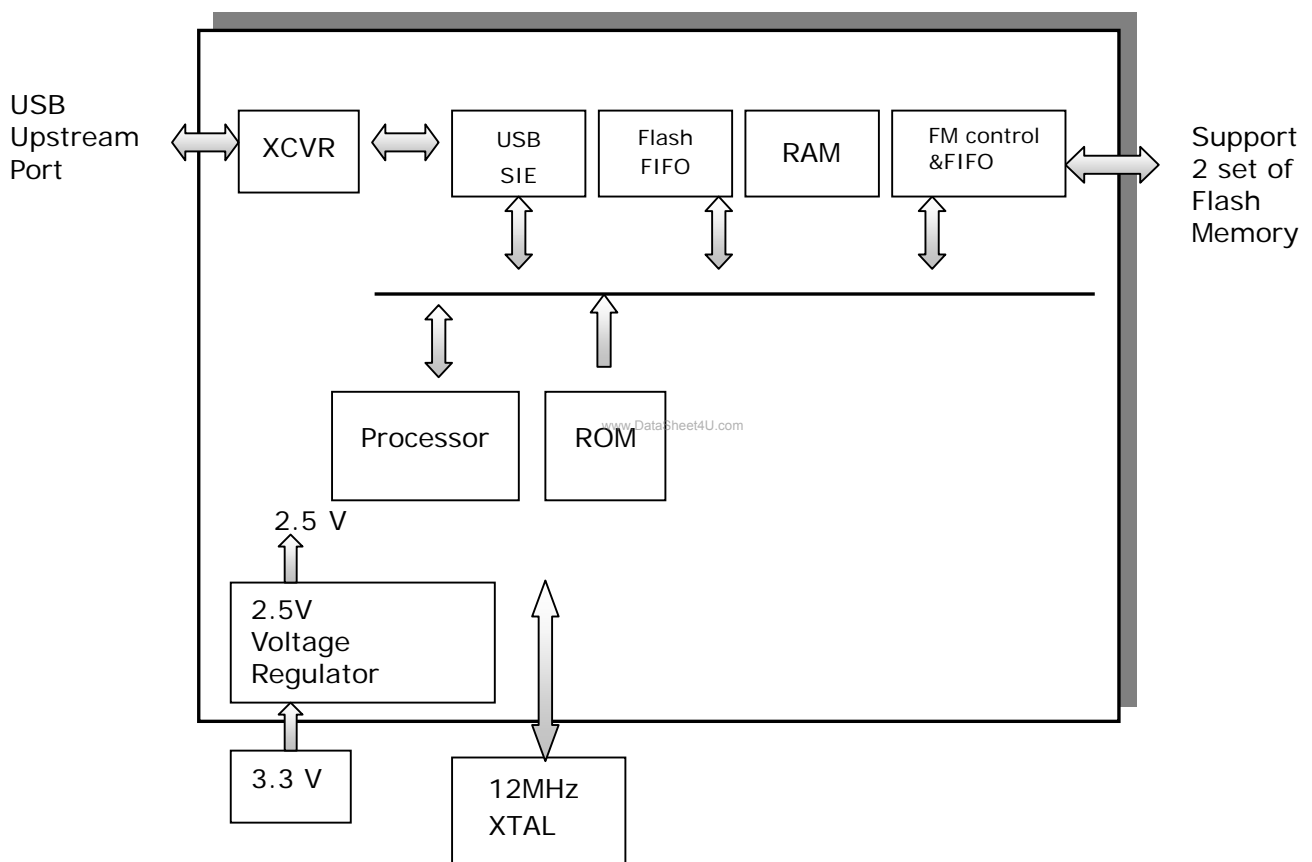 USB
Upstream
Port
XCVR
USB
SIE
Flash
FIFO
RAM
FM control
&FIFO
Support
2 set of
Flash
Memory
Processor
ROM
www.DataSheet4U.com
2.5 V
2.5V
Voltage
Regulator
3.3 V
12MHz
XTAL